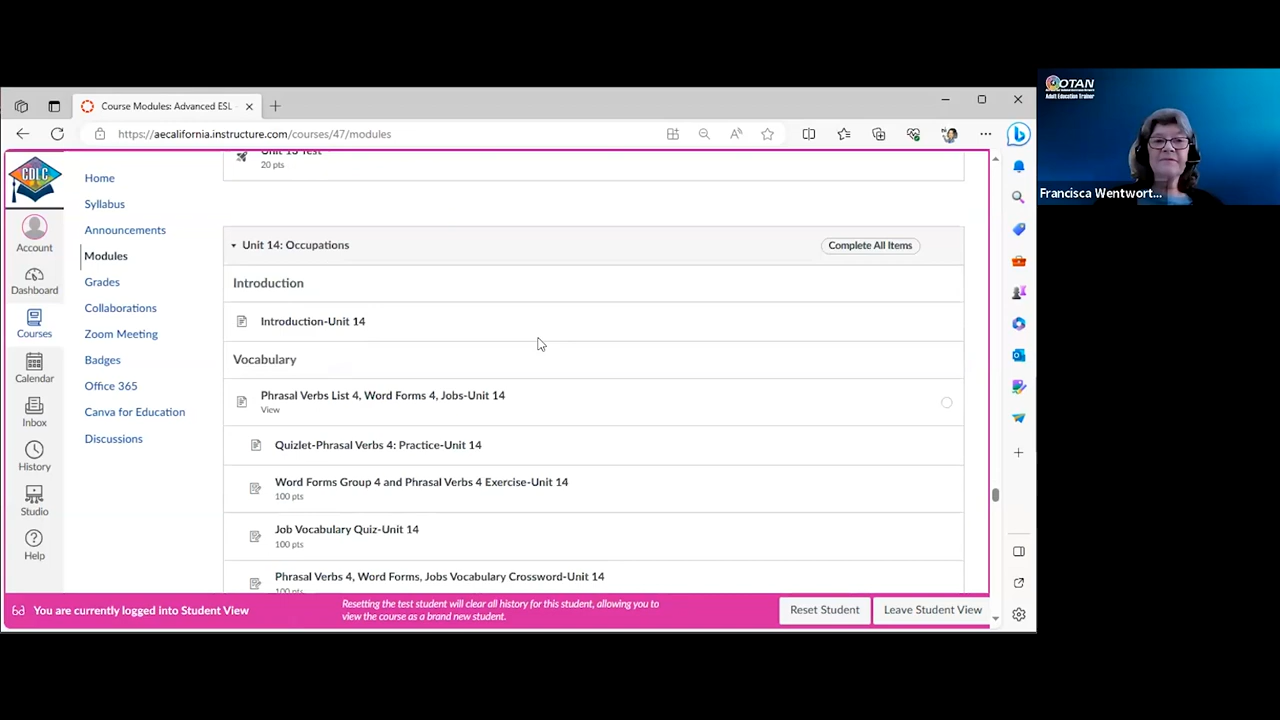 Course Modules: Advanced ESL
https://aecalifornia.instructure.com/courses/47/modules
OTAN
Adult Education Trainer
Francisca Wentwort...
CDLC
Account
Dashboard
Courses
Calendar
Inbox
History
Studio
Help
Home
Syllabus
Announcements
Modules
Grades
Collaborations
Zoom Meeting
Badges
Office 365
Canva for Education
Discussions
Unit 13 Test
20 pts
Unit 14: Occupations
Complete All Items
Introduction
Introduction-Unit 14
Vocabulary
Phrasal Verbs List 4, Word Forms 4, Jobs-Unit 14
View
Quizlet-Phrasal Verbs 4: Practice-Unit 14
Word Forms Group 4 and Phrasal Verbs 4 Exercise-Unit 14
100 pts
Job Vocabulary Quiz-Unit 14
100 pts
Phrasal Verbs 4, Word Forms, Jobs Vocabulary Crossword-Unit 14
100 pts
You are currently logged into Student View
Resetting the test student will clear all history for this student, allowing you to
view the course as a brand new student.
Reset Student
Leave Student View